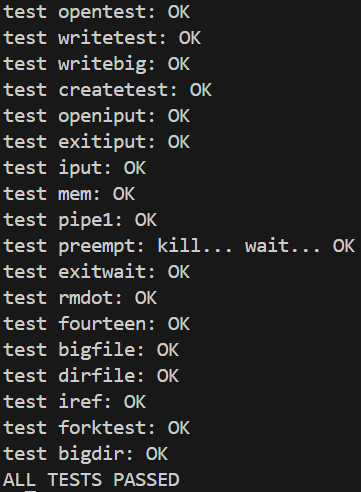 test opentest: OK
test writetest: OK
test writebig: OK
test createtest: OK
test openiput: OK
test exitiput: OK
test iput: OK
test mem: OK
test pipe1: OK
test preempt: kill... wait... OK
test exitwait: OK
test rmdot: OK
test fourteen: OK
test bigfile: OK
test dirfile: OK
test iref: OK
test forktest: OK
test bigdir: OK
ALL TESTS PASSED